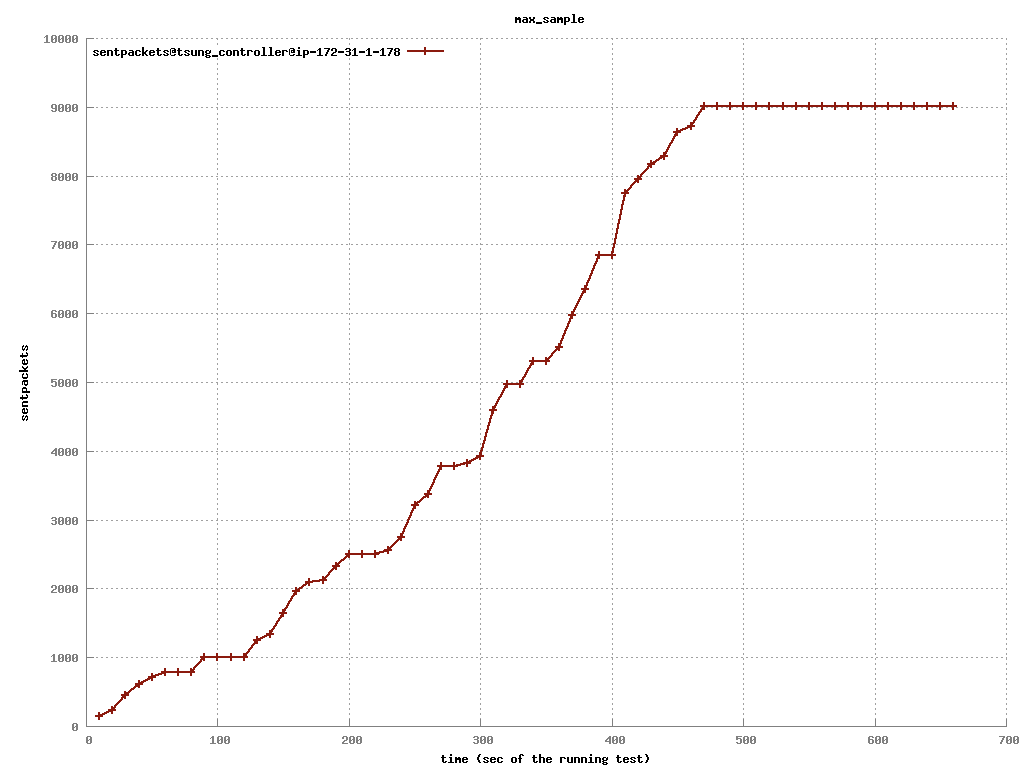 max_sample
sentpackets@tsung_controller@ip-172-31-1-178
10000
9000
8000
7000
6000
5000
4000
3000
2000
1000
0
sentpackets
0 100 200 300 400 500 600 700
time (sec of the running test)